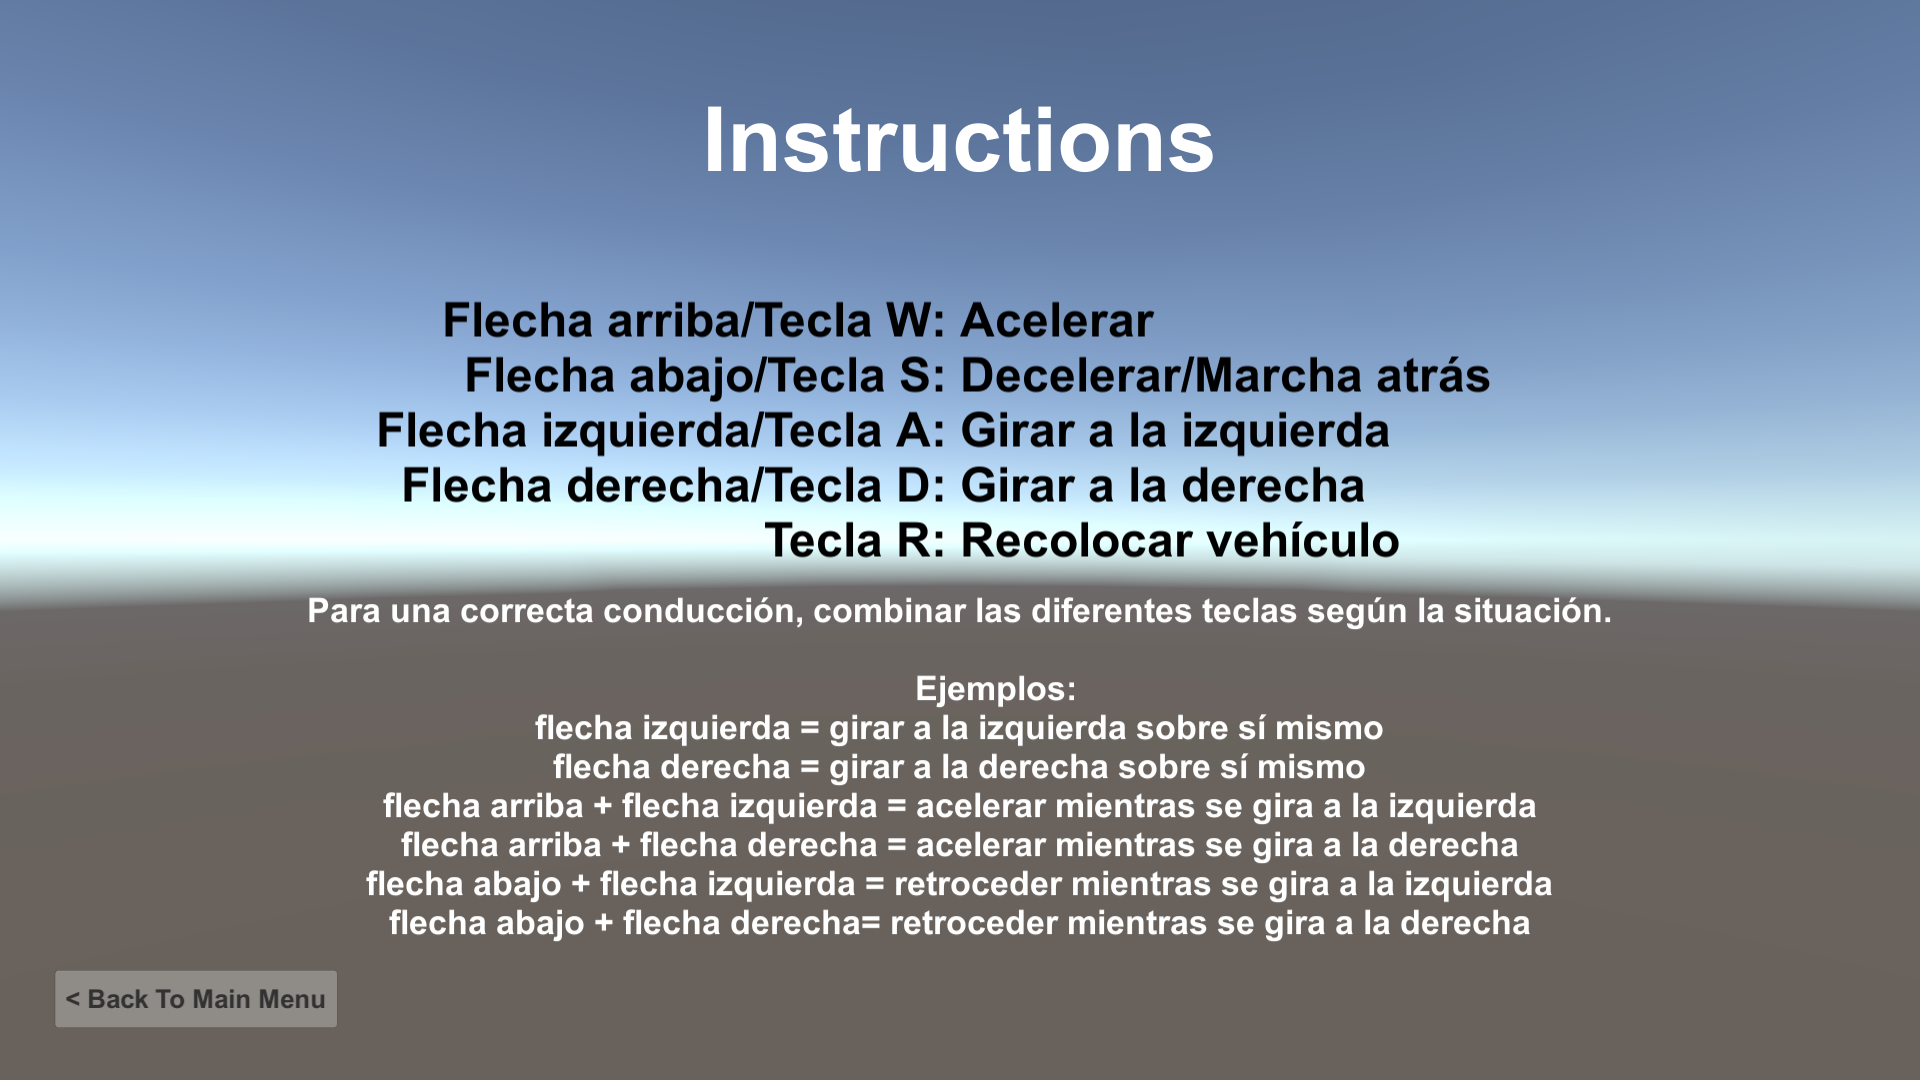 Instructions
Flecha arriba/Tecla W: Acelerar
Flecha abajo/Tecla S: Decelerar/Marcha atrás
Flecha izquierda/Tecla A: Girar a la izquierda
Flecha derecha/Tecla D: Girar a la derecha
Tecla R: Recolocar vehículo
Para una correcta conducción, combinar las diferentes teclas según la situación.
Ejemplos:
flecha izquierda = girar a la izquierda sobre sí mismo
flecha derecha = girar a la derecha sobre sí mismo
flecha arriba + flecha izquierda = acelerar mientras se gira a la izquierda
flecha arriba + flecha derecha = acelerar mientras se gira a la derecha
flecha abajo + flecha izquierda = retroceder mientras se gira a la izquierda
flecha abajo + flecha derecha= retroceder mientras se gira a la derecha
< Back To Main Menu